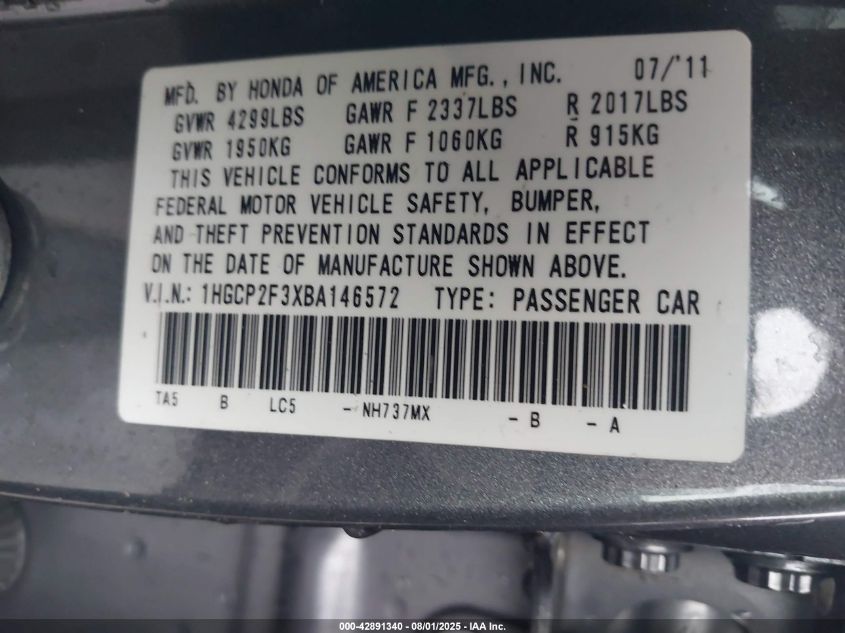 MFD. BY HONDA OF AMERICA MFG., INC. 07/'11
GVWR 4299LBS GAWR F 2337LBS R 2017LBS
GVWR 1950KG GAWR F 1060KG R 915KG
THIS VEHICLE CONFORMS TO ALL APPLICABLE
FEDERAL MOTOR VEHICLE SAFETY, BUMPER,
AND THEFT PREVENTION STANDARDS IN EFFECT
ON THE DATE OF MANUFACTURE SHOWN ABOVE.
V.I.N.: 1HGCP2F3XBA146572 TYPE: PASSENGER CAR
TA5 B LC5 - NH737MX - B - A
000-42891340 - 08/01/2025 - IAA Inc.